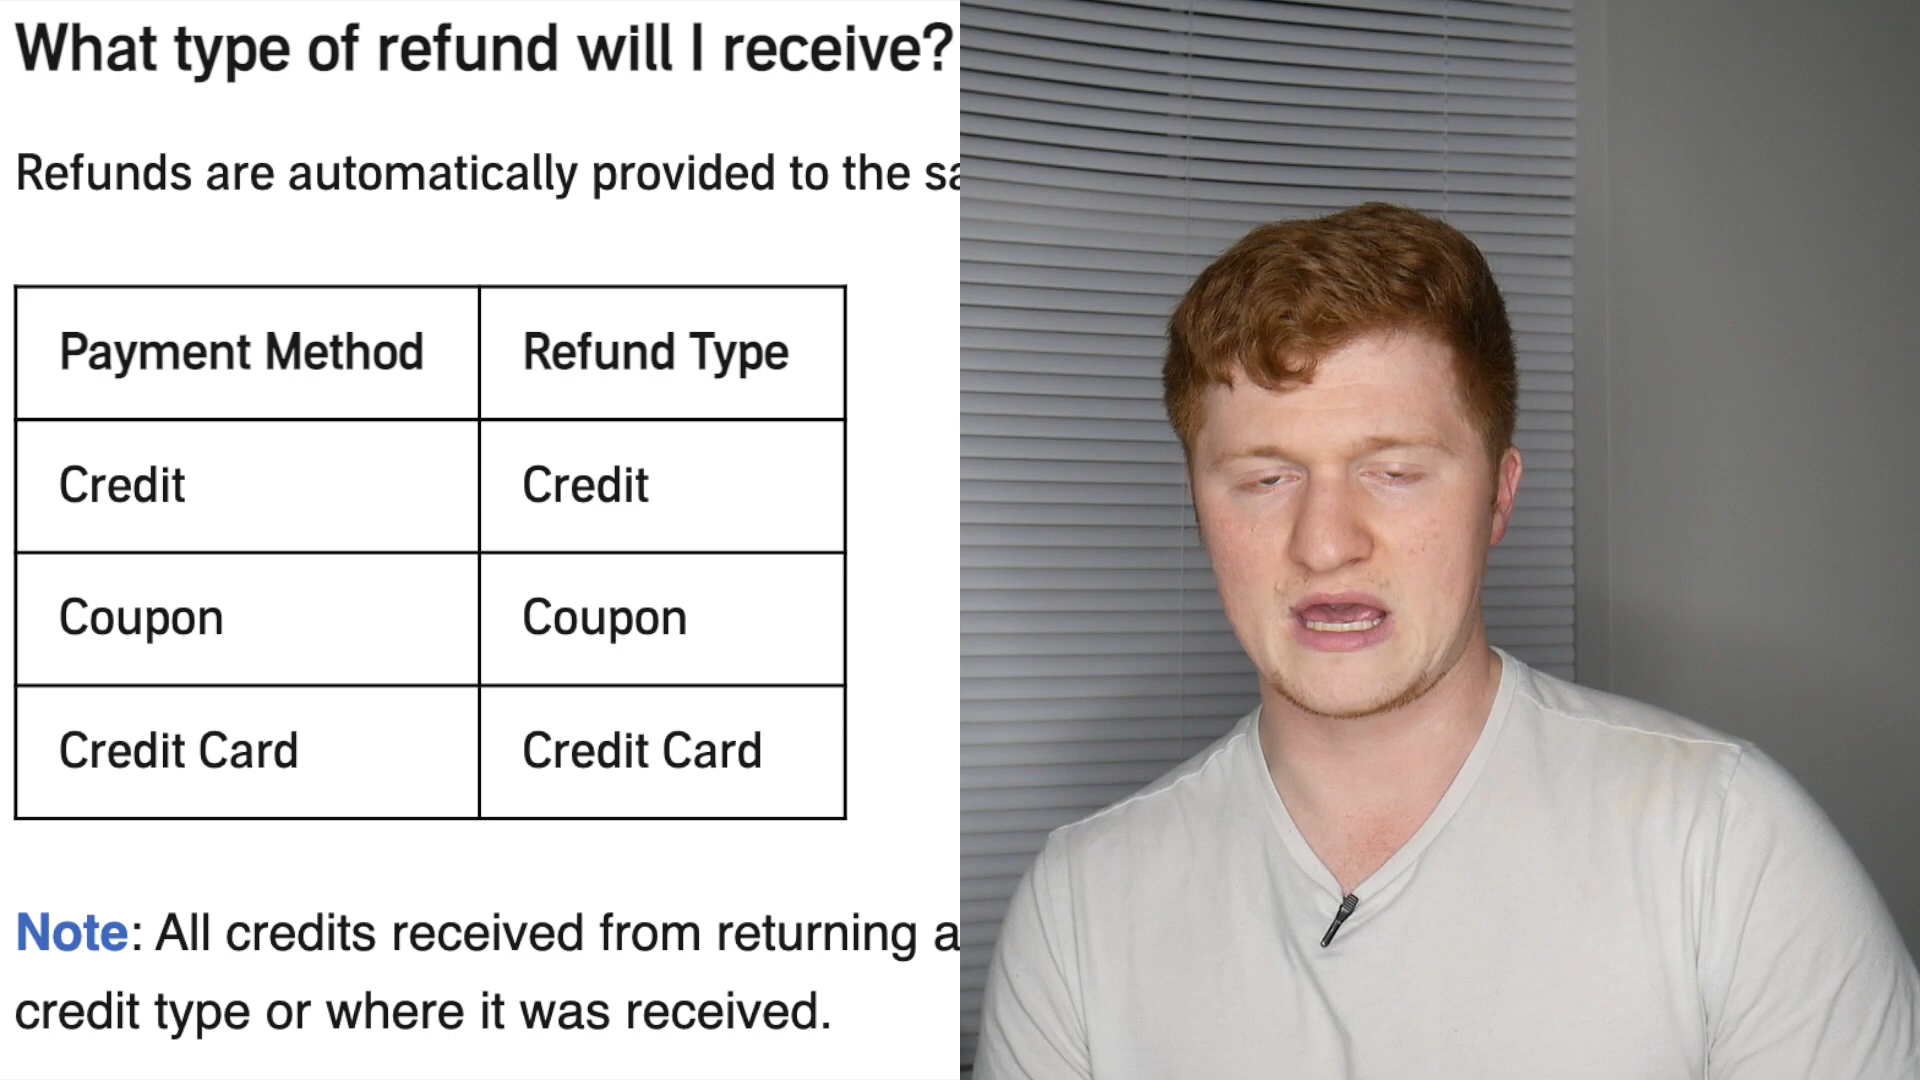 What type of refund will I receive?
Refunds are automatically provided to the sa
Payment Method Refund Type
Credit Credit
Coupon Coupon
Credit Card Credit Card
Note: All credits received from returning a
credit type or where it was received.